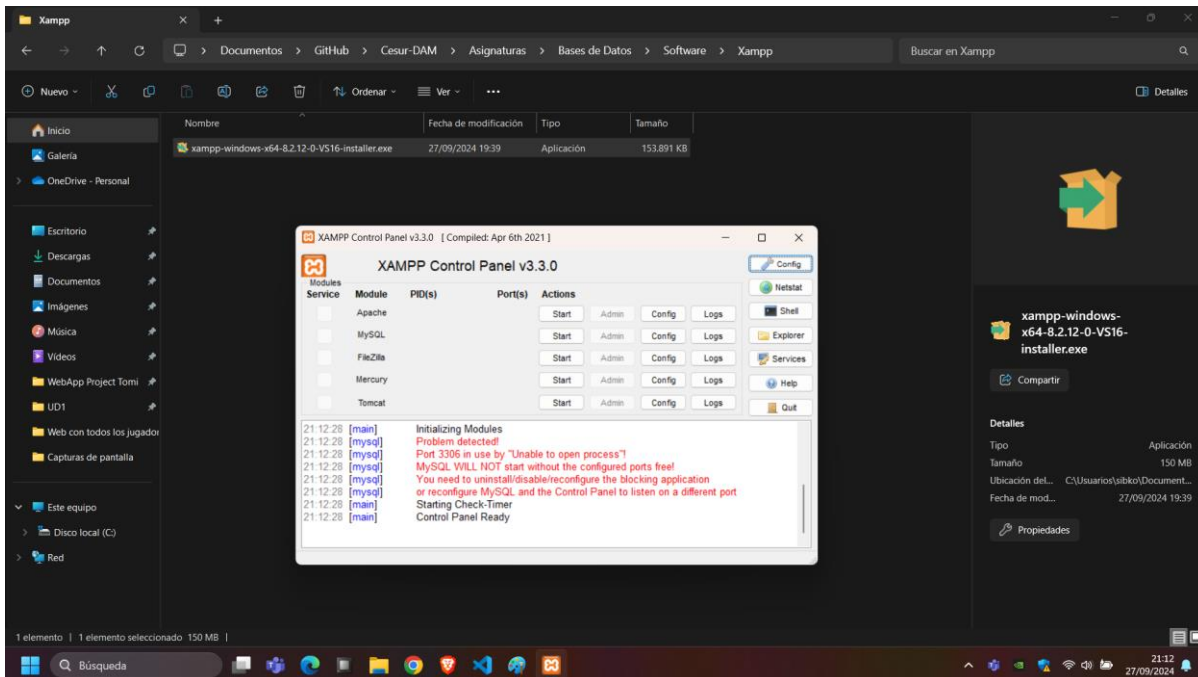 Xampp
Documentos > GitHub > Cesur-DAM > Asignaturas > Bases de Datos > Software > Xampp
Buscar en Xampp
Nuevo
Ordenar
Ver
Detalles
Inicio
Galería
OneDrive - Personal
Escritorio
Descargas
Documentos
Imágenes
Música
Vídeos
WebApp Project Tomi
UD1
Web con todos los jugador
Capturas de pantalla
Este equipo
Disco local (C:)
Red
Nombre Fecha de modificación Tipo Tamaño
xampp-windows-x64-8.2.12-0-VS16-installer.exe 27/09/2024 19:39 Aplicación 153.891 KB
XAMPP Control Panel v3.3.0 [ Compiled: Apr 6th 2021 ]
XAMPP Control Panel v3.3.0
Modules
Service Module PID(s) Port(s) Actions
Apache Start Admin Config Logs
MySQL Start Admin Config Logs
FileZilla Start Admin Config Logs
Mercury Start Admin Config Logs
Tomcat Start Admin Config Logs
Config
Netstat
Shell
Explorer
Services
Help
Quit
21:12:28 [main] Initializing Modules
21:12:28 [mysql] Problem detected!
21:12:28 [mysql] Port 3306 in use by "Unable to open process"!
21:12:28 [mysql] MySQL WILL NOT start without the configured ports free!
21:12:28 [mysql] You need to uninstall/disable/reconfigure the blocking application
21:12:28 [mysql] or reconfigure MySQL and the Control Panel to listen on a different port
21:12:28 [main] Starting Check-Timer
21:12:28 [main] Control Panel Ready
xampp-windows-
x64-8.2.12-0-VS16-
installer.exe
Compartir
Detalles
Tipo Aplicación
Tamaño 150 MB
Ubicación del... C:\Usuarios\sibko\Document...
Fecha de mod... 27/09/2024 19:39
Propiedades
1 elemento | 1 elemento seleccionado 150 MB |
Búsqueda
21:12
27/09/2024